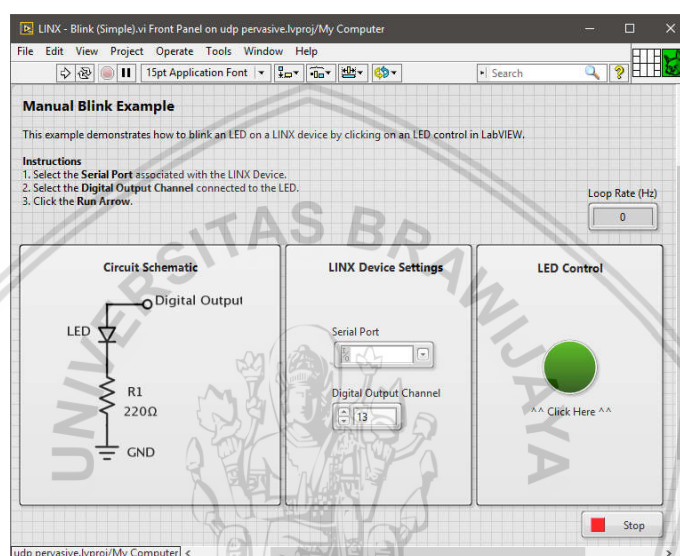 LINX - Blink (Simple).vi Front Panel on udp pervasive.lvproj/My Computer
File Edit View Project Operate Tools Window Help
15pt Application Font
Search
Manual Blink Example
This example demonstrates how to blink an LED on a LINX device by clicking on an LED control in LabVIEW.
Instructions
1. Select the Serial Port associated with the LINX Device.
2. Select the Digital Output Channel connected to the LED.
3. Click the Run Arrow.
Loop Rate (Hz)
0
Circuit Schematic
Digital Output
LED
R1
220Ω
GND
LINX Device Settings
Serial Port
Digital Output Channel
13
LED Control
^^ Click Here ^^
Stop
udp pervasive.lvproj/My Computer
UNIVERSITAS BRAWIJAYA